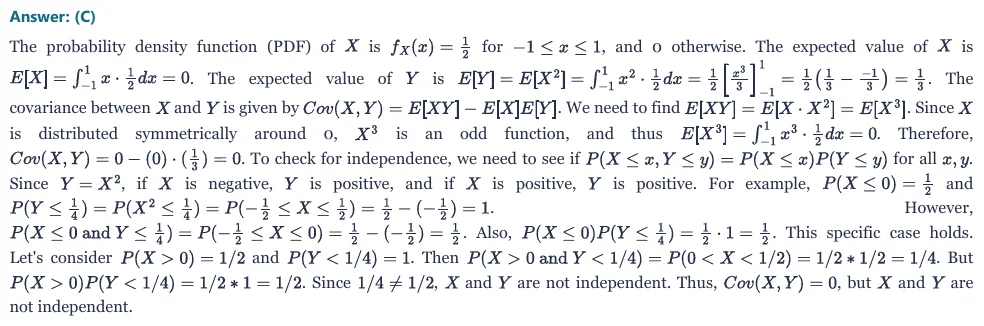 Answer: (C)
The probability density function (PDF) of X is f_X(x) = 1/2 for −1 ≤ x ≤ 1, and 0 otherwise. The expected value of X is
E[X] = ∫_{−1}^{1} x · 1/2 dx = 0. The expected value of Y is E[Y] = E[X²] = ∫_{−1}^{1} x² · 1/2 dx = 1/2 [x³/3]_{−1}^{1} = 1/2 (1/3 − −1/3) = 1/3. The
covariance between X and Y is given by Cov(X, Y) = E[XY] − E[X]E[Y]. We need to find E[XY] = E[X · X²] = E[X³]. Since X
is distributed symmetrically around 0, X³ is an odd function, and thus E[X³] = ∫_{−1}^{1} x³ · 1/2 dx = 0. Therefore,
Cov(X, Y) = 0 − (0) · (1/3) = 0. To check for independence, we need to see if P(X ≤ x, Y ≤ y) = P(X ≤ x)P(Y ≤ y) for all x, y.
Since Y = X², if X is negative, Y is positive, and if X is positive, Y is positive. For example, P(X ≤ 0) = 1/2 and
P(Y ≤ 1/4) = P(X² ≤ 1/4) = P(−1/2 ≤ X ≤ 1/2) = 1/2 − (−1/2) = 1. However,
P(X ≤ 0 and Y ≤ 1/4) = P(−1/2 ≤ X ≤ 0) = 1/2 − (−1/2) = 1/2. Also, P(X ≤ 0)P(Y ≤ 1/4) = 1/2 · 1 = 1/2. This specific case holds.
Let's consider P(X > 0) = 1/2 and P(Y < 1/4) = 1. Then P(X > 0 and Y < 1/4) = P(0 < X < 1/2) = 1/2 * 1/2 = 1/4. But
P(X > 0)P(Y < 1/4) = 1/2 * 1 = 1/2. Since 1/4 ≠ 1/2, X and Y are not independent. Thus, Cov(X, Y) = 0, but X and Y are
not independent.